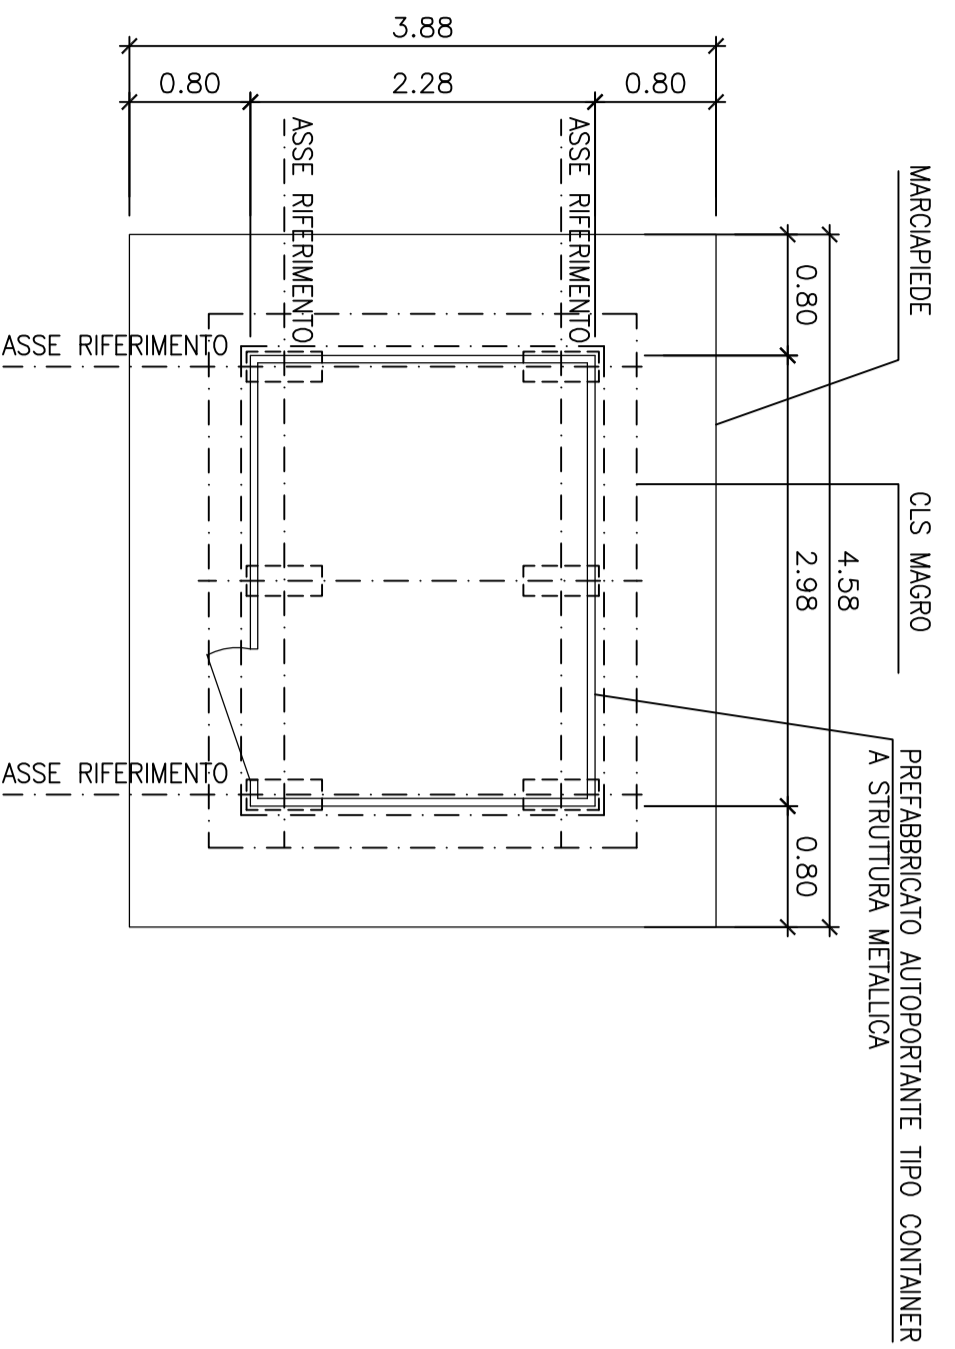 3.88
0.80
2.28
0.80
ASSE RIFERIMENTO
ASSE RIFERIMENTO
ASSE RIFERIMENTO
ASSE RIFERIMENTO
MARCIAPIEDE
0.80
2.98
0.80
4.58
CLS MAGRO
PREFABBRICATO AUTOPORTANTE TIPO CONTAINER
A STRUTTURA METALLICA